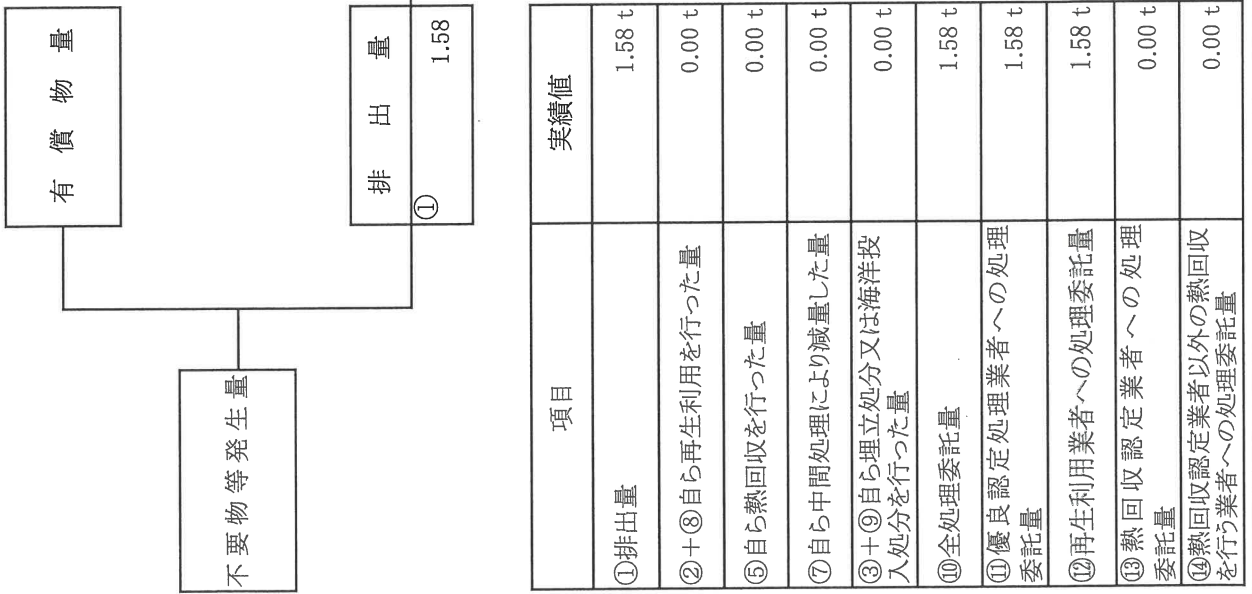 有償物量
不要物等発生量
排出量
①
1.58
項目
実績値
①排出量
1.58 t
②+⑧自ら再生利用を行った量
0.00 t
⑤自ら熱回収を行った量
0.00 t
⑦自ら中間処理により減量した量
0.00 t
③+⑨自ら埋立処分又は海洋投
入処分を行った量
0.00 t
⑩全処理委託量
1.58 t
⑪優良認定処理業者への処理
委託量
1.58 t
⑫再生利用業者への処理委託量
1.58 t
⑬熱回収認定業者への処理
委託量
0.00 t
⑭熱回収認定業者以外の熱回収
を行う業者への処理委託量
0.00 t